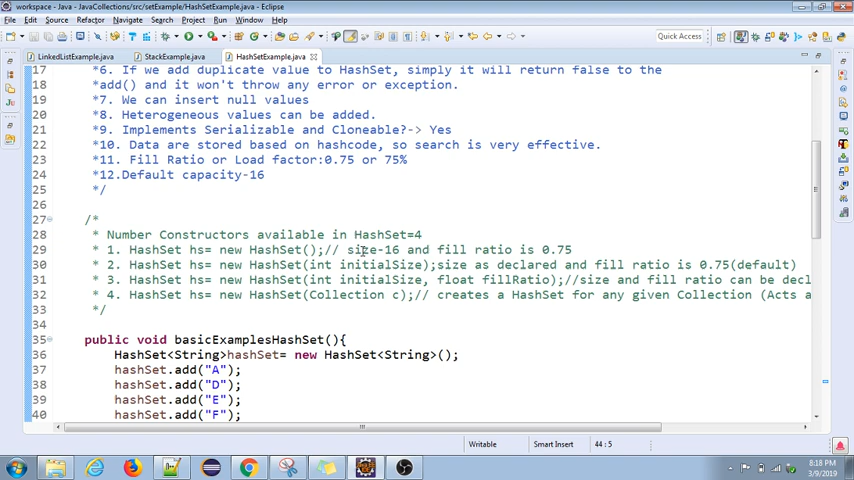 workspace - Java - JavaCollections/src/setExample/HashSetExample.java - Eclipse
File Edit Source Refactor Navigate Search Project Run Window Help
Quick Access
LinkedListExample.java StackExample.java HashSetExample.java
17 *6. If we add duplicate value to HashSet, simply it will return false to the
18 *add() and it won't throw any error or exception.
19 *7. We can insert null values
20 *8. Heterogeneous values can be added.
21 *9. Implements Serializable and Cloneable?-> Yes
22 *10. Data are stored based on hashcode, so search is very effective.
23 *11. Fill Ratio or Load factor:0.75 or 75%
24 *12.Default capacity-16
25 */
26
27 /*
28 * Number Constructors available in HashSet=4
29 * 1. HashSet hs= new HashSet();// size-16 and fill ratio is 0.75
30 * 2. HashSet hs= new HashSet(int initialSize);size as declared and fill ratio is 0.75(default)
31 * 3. HashSet hs= new HashSet(int initialSize, float fillRatio);//size and fill ratio can be decl
32 * 4. HashSet hs= new HashSet(Collection c);// creates a HashSet for any given Collection (Acts a
33 */
34
35 public void basicExamplesHashSet(){
36 HashSet<String>hashSet= new HashSet<String>();
37 hashSet.add("A");
38 hashSet.add("D");
39 hashSet.add("E");
40 hashSet.add("F");
Writable Smart Insert 44 : 5
8:18 PM
3/9/2019